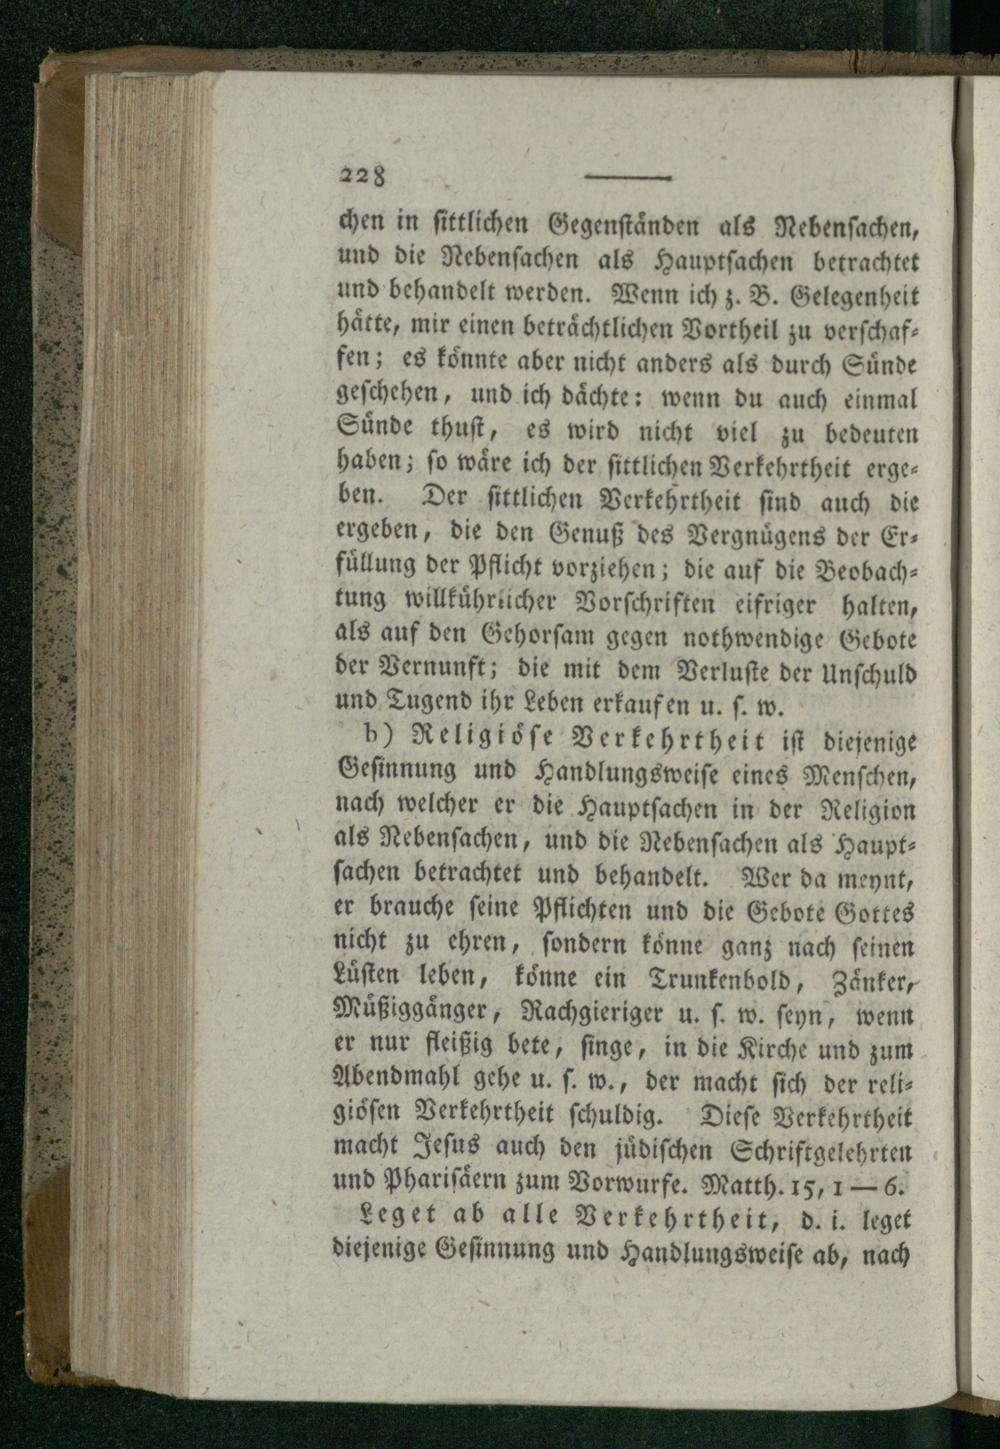 228
chen in sittlichen Gegenständen als Nebensachen,
und die Nebensachen als Hauptsachen betrachtet
und behandelt werden. Wenn ich z. B. Gelegenheit
hätte, mir einen beträchtlichen Vortheil zu verschaf-
fen; es könnte aber nicht anders als durch Sünde
geschehen, und ich dächte: wenn du auch einmal
Sünde thust, es wird nicht viel zu bedeuten
haben; so wäre ich der sittlichen Verkehrtheit erge-
ben. Der sittlichen Verkehrtheit sind auch die
ergeben, die den Genuß des Vergnügens der Er-
füllung der Pflicht vorziehen; die auf die Beobach-
tung willkührlicher Vorschriften eifriger halten,
als auf den Gehorsam gegen nothwendige Gebote
der Vernunft; die mit dem Verluste der Unschuld
und Tugend ihr Leben erkaufen u. s. w.
b) Religiöse Verkehrtheit ist diejenige
Gesinnung und Handlungsweise eines Menschen,
nach welcher er die Hauptsachen in der Religion
als Nebensachen, und die Nebensachen als Haupt-
sachen betrachtet und behandelt. Wer da meynt,
er brauche seine Pflichten und die Gebote Gottes
nicht zu ehren, sondern könne ganz nach seinen
Lüsten leben, könne ein Trunkenbold, Zänker,
Müßiggänger, Rachgieriger u. s. w. seyn, wenn
er nur fleißig bete, singe, in die Kirche und zum
Abendmahl gehe u. s. w., der macht sich der reli-
giösen Verkehrtheit schuldig. Diese Verkehrtheit
macht Jesus auch den jüdischen Schriftgelehrten
und Pharisäern zum Vorwurfe. Matth. 15, 1 — 6.
Leget ab alle Verkehrtheit, d. i. leget
diejenige Gesinnung und Handlungsweise ab, nach